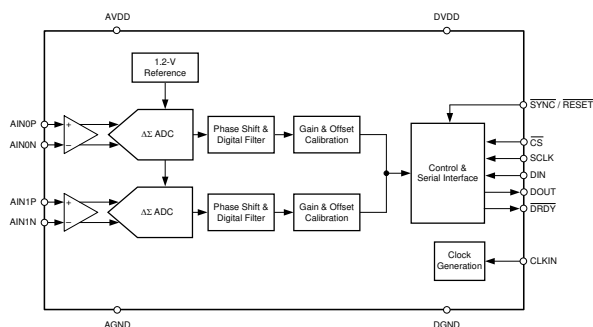 AVDD
DVDD
1.2-V
Reference
SYNC / RESET
AIN0P
+
ΔΣ ADC
Phase Shift &
Digital Filter
Gain & Offset
Calibration
AIN0N
−
CS
Control &
Serial Interface
SCLK
DIN
DOUT
DRDY
AIN1P
+
ΔΣ ADC
Phase Shift &
Digital Filter
Gain & Offset
Calibration
AIN1N
−
Clock
Generation
CLKIN
AGND
DGND